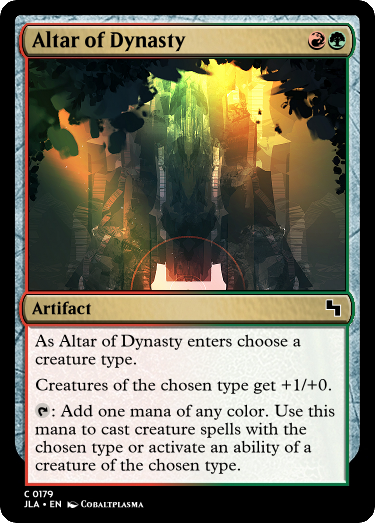 Altar of Dynasty
Artifact
As Altar of Dynasty enters choose a
creature type.
Creatures of the chosen type get +1/+0.
: Add one mana of any color. Use this
mana to cast creature spells with the
chosen type or activate an ability of a
creature of the chosen type.
C 0179
JLA • EN Cobaltplasma